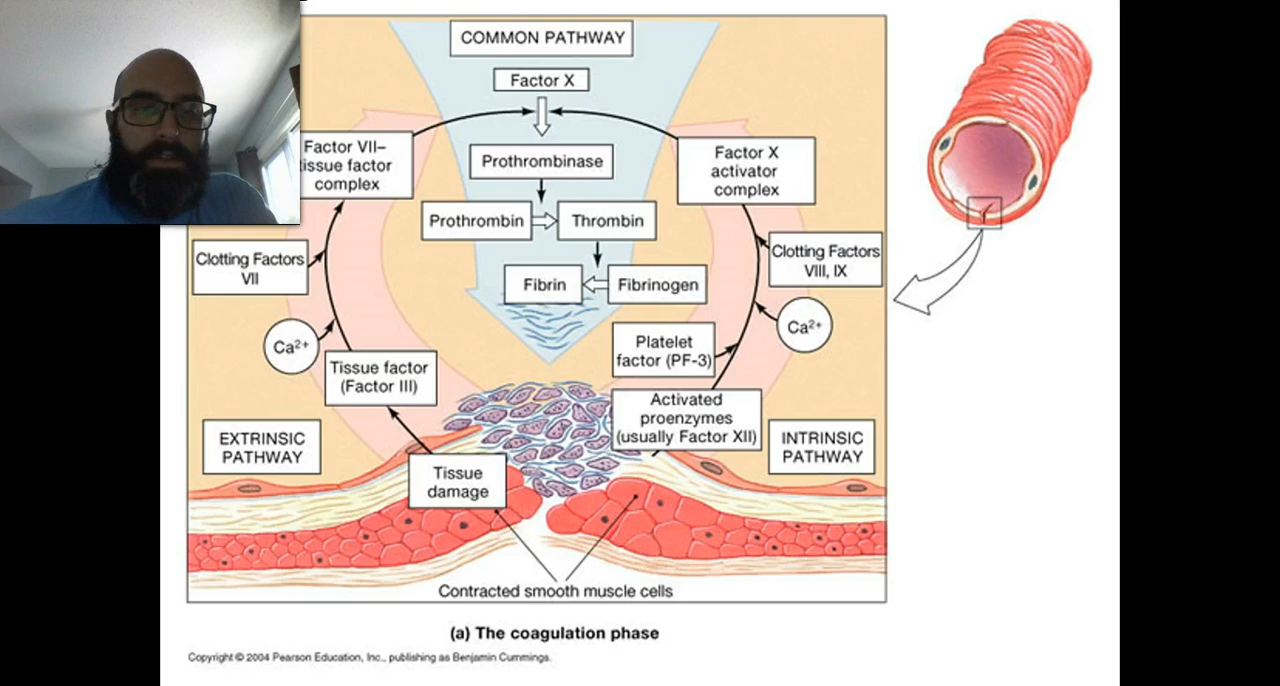 COMMON PATHWAY
Factor X
Factor VII–
tissue factor
complex
Prothrombinase
Factor X
activator
complex
Prothrombin
Thrombin
Clotting Factors
VII
Clotting Factors
VIII, IX
Fibrin
Fibrinogen
Ca2+
Ca2+
Platelet
factor (PF-3)
Tissue factor
(Factor III)
Activated
proenzymes
(usually Factor XII)
EXTRINSIC
PATHWAY
INTRINSIC
PATHWAY
Tissue
damage
Contracted smooth muscle cells
(a) The coagulation phase
Copyright © 2004 Pearson Education, Inc., publishing as Benjamin Cummings.